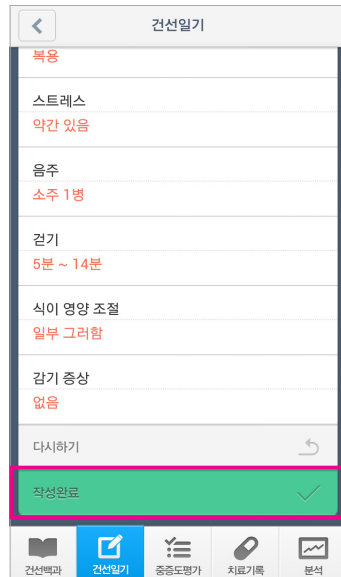 건선일기
복용
스트레스
약간 있음
음주
소주 1병
걷기
5분 ~ 14분
식이 영양 조절
일부 그러함
감기 증상
없음
다시하기
작성완료
건선백과
건선일기
중증도평가
치료기록
분석